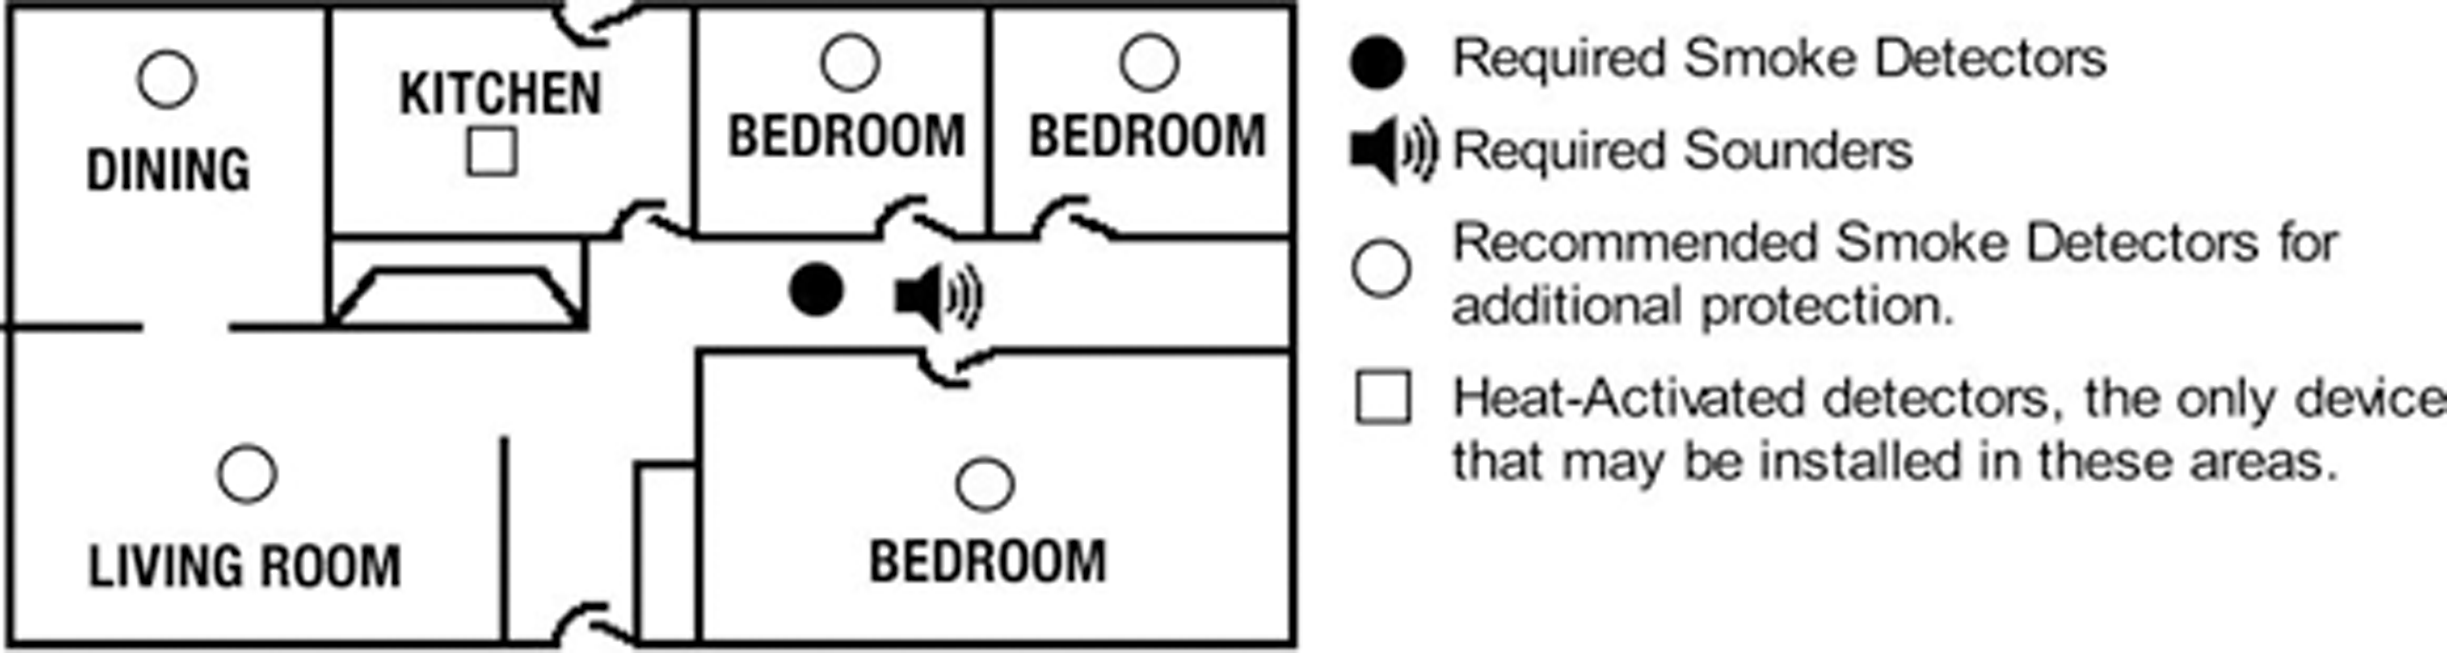 DINING
KITCHEN
BEDROOM
BEDROOM
LIVING ROOM
BEDROOM
Required Smoke Detectors
Required Sounders
Recommended Smoke Detectors for
additional protection.
Heat-Activated detectors, the only device
that may be installed in these areas.